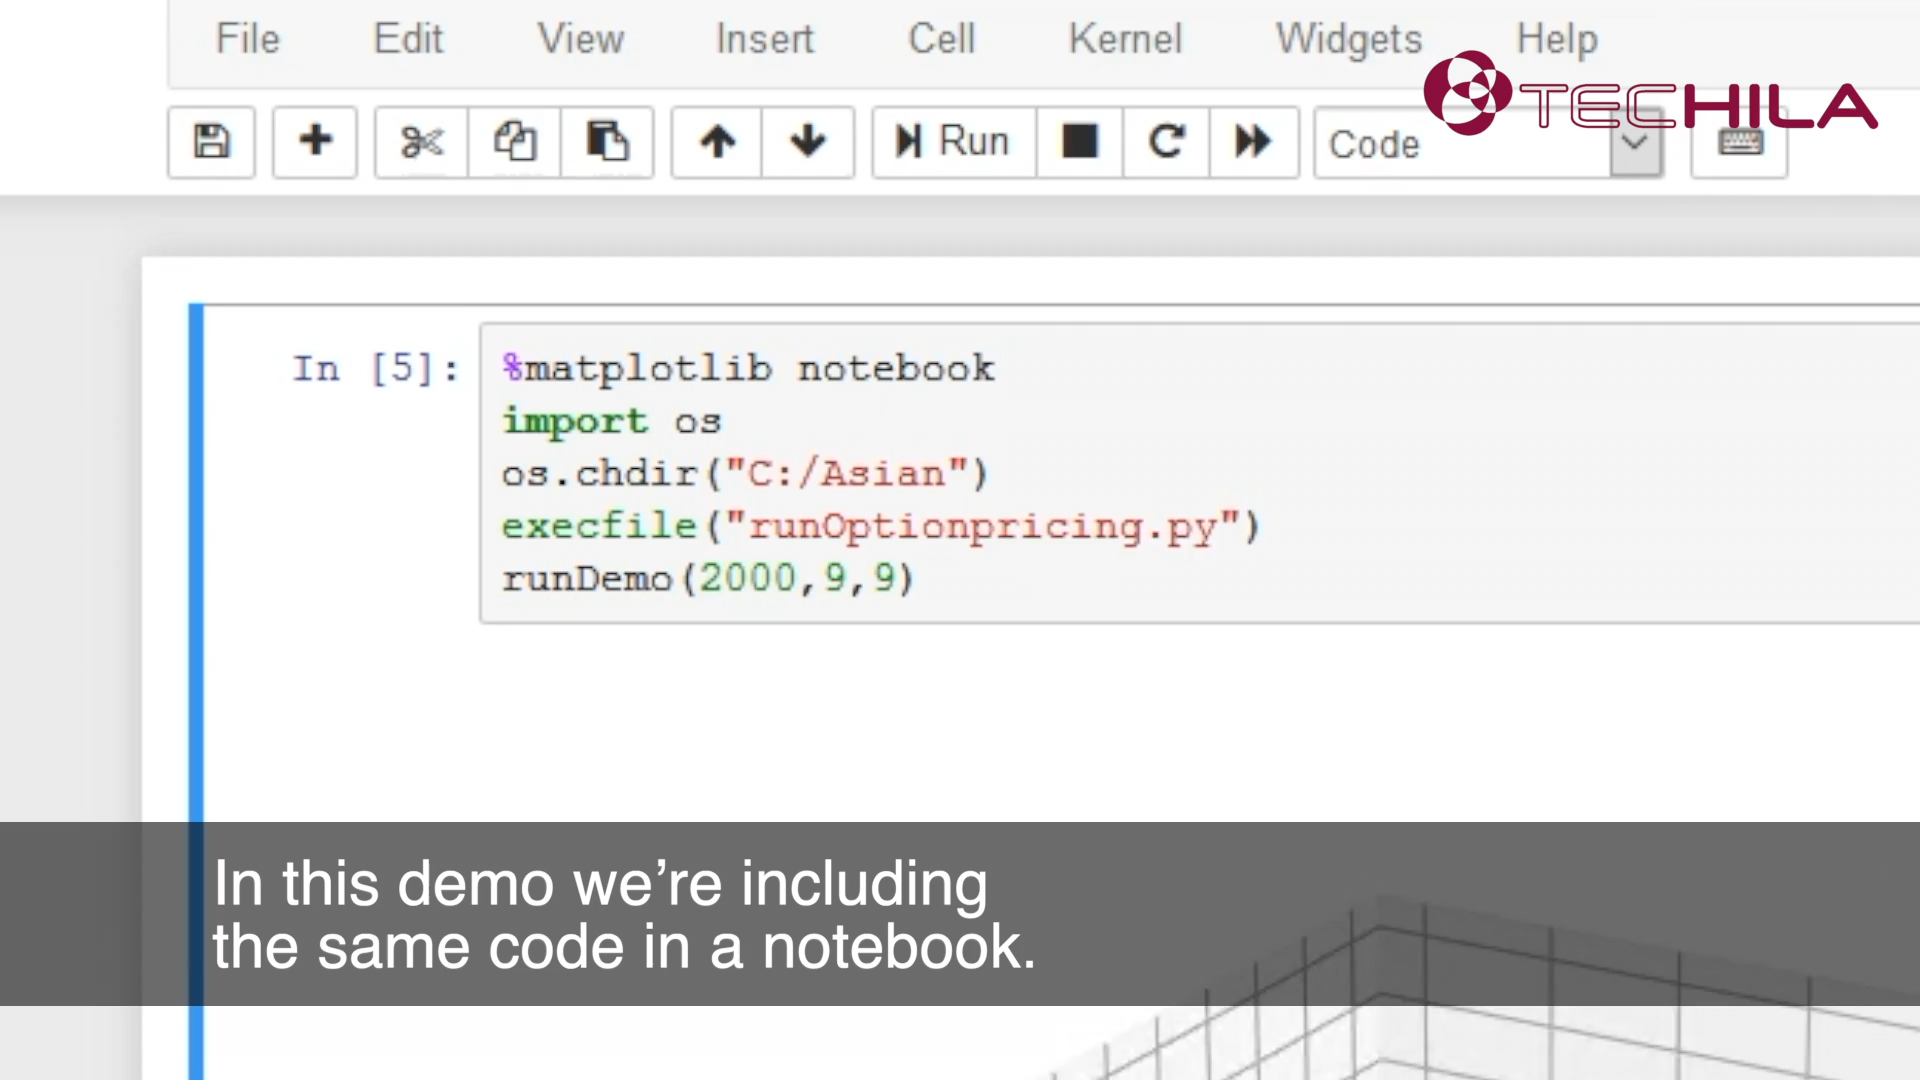 File Edit View Insert Cell Kernel Widgets Help
TECHILA
Run Code
In [5]: %matplotlib notebook
import os
os.chdir("C:/Asian")
execfile("runOptionpricing.py")
runDemo(2000,9,9)
In this demo we’re including
the same code in a notebook.